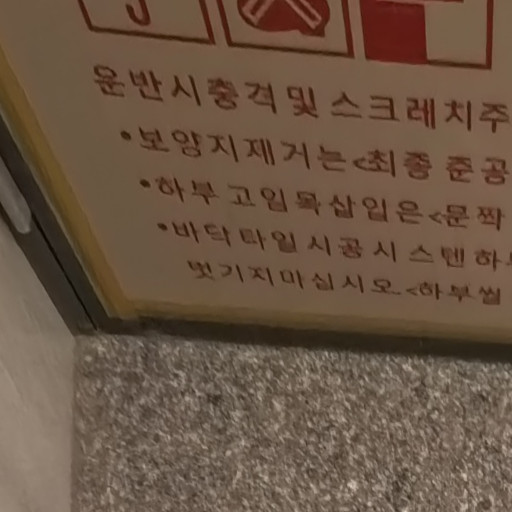 운반시충격및스크레치주
•보양지제거는<최종 준공
•하부고임목삽입은<문짝
•바닥타일시공시스텐하부
벗기지마십시오.<하부씰